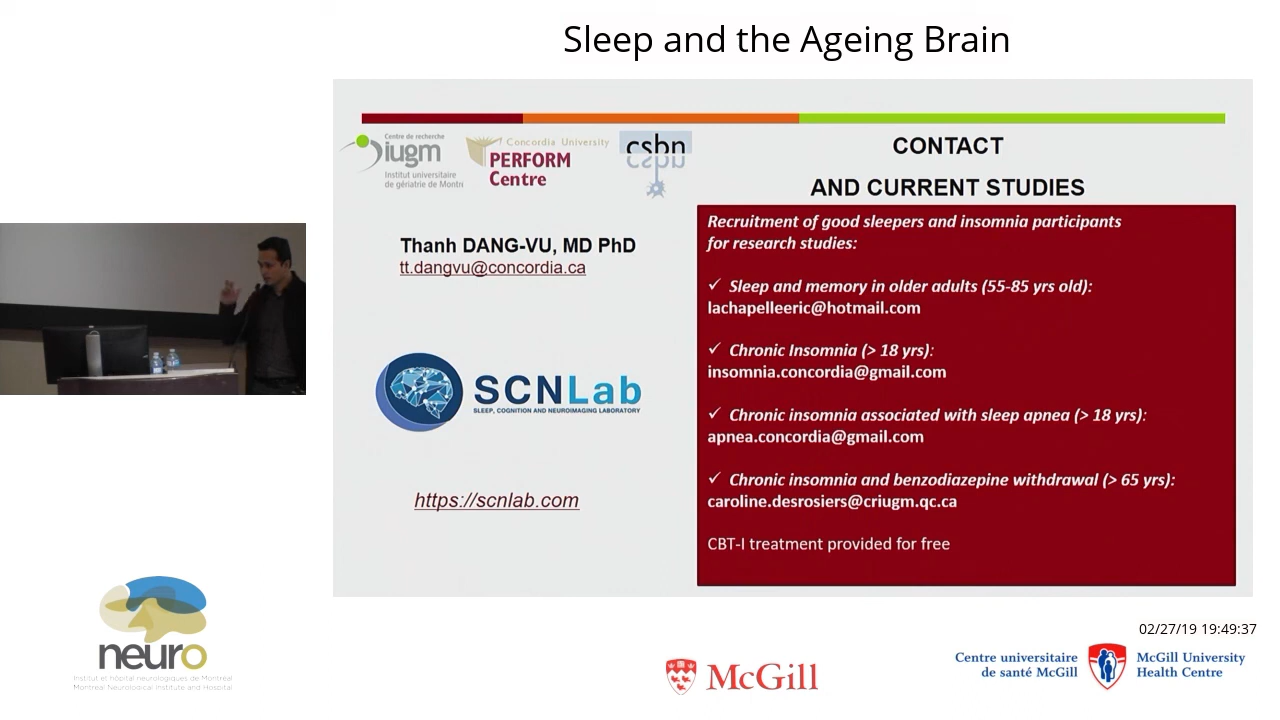 Sleep and the Ageing Brain
Centre de recherche
iugm
Institut universitaire
de gériatrie de Montré
Concordia University
PERFORM
Centre
csbn
CONTACT
AND CURRENT STUDIES
Thanh DANG-VU, MD PhD
tt.dangvu@concordia.ca
SCNLab
SLEEP, COGNITION AND NEUROIMAGING LABORATORY
https://scnlab.com
Recruitment of good sleepers and insomnia participants
for research studies:
✓ Sleep and memory in older adults (55-85 yrs old):
lachapelleeric@hotmail.com
✓ Chronic Insomnia (> 18 yrs):
insomnia.concordia@gmail.com
✓ Chronic insomnia associated with sleep apnea (> 18 yrs):
apnea.concordia@gmail.com
✓ Chronic insomnia and benzodiazepine withdrawal (> 65 yrs):
caroline.desrosiers@criugm.qc.ca
CBT-I treatment provided for free
02/27/19 19:49:37
neuro
Institut et hôpital neurologiques de Montréal
Montreal Neurological Institute and Hospital
McGill
Centre universitaire
de santé McGill
McGill University
Health Centre